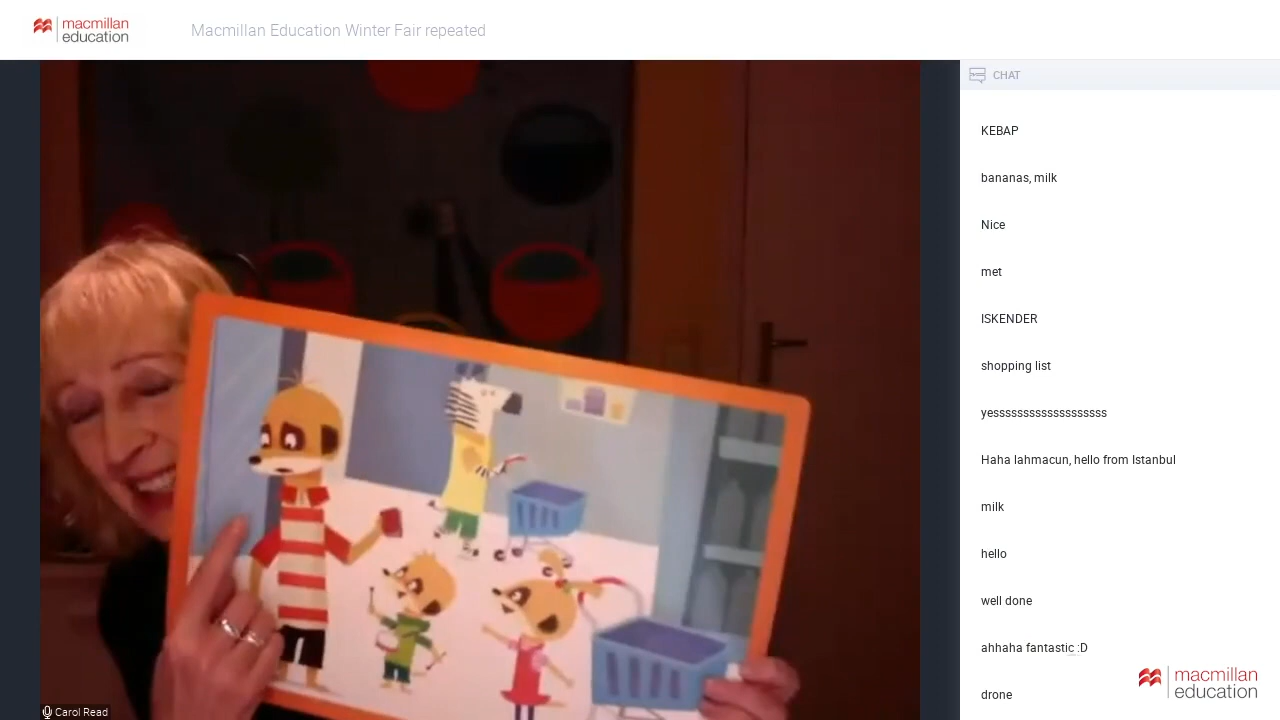 macmillan
education
Macmillan Education Winter Fair repeated
CHAT
KEBAP
bananas, milk
Nice
met
ISKENDER
shopping list
yesssssssssssssssssss
Haha lahmacun, hello from Istanbul
milk
hello
well done
ahhaha fantastic :D
drone
macmillan
education
Carol Read